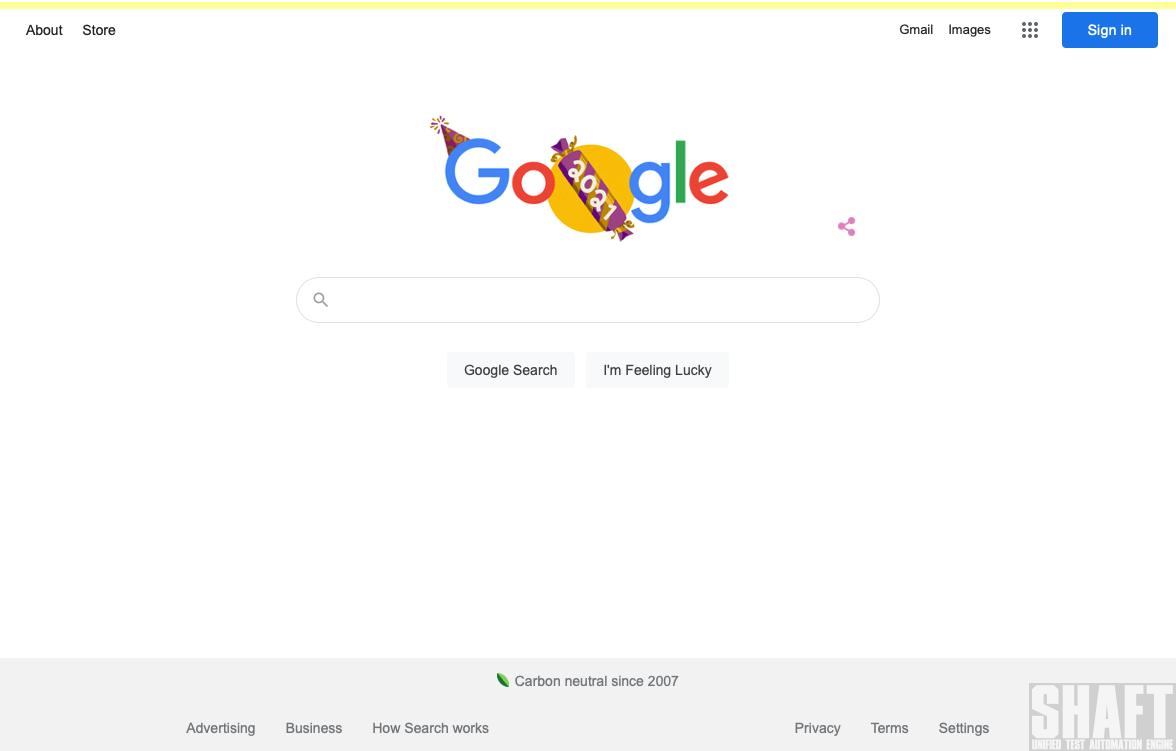 About Store Gmail Images Sign in
Google
2021
Google Search I'm Feeling Lucky
Carbon neutral since 2007
Advertising Business How Search works Privacy Terms Settings
SHAFT
UNIFIED TEST AUTOMATION ENGINE